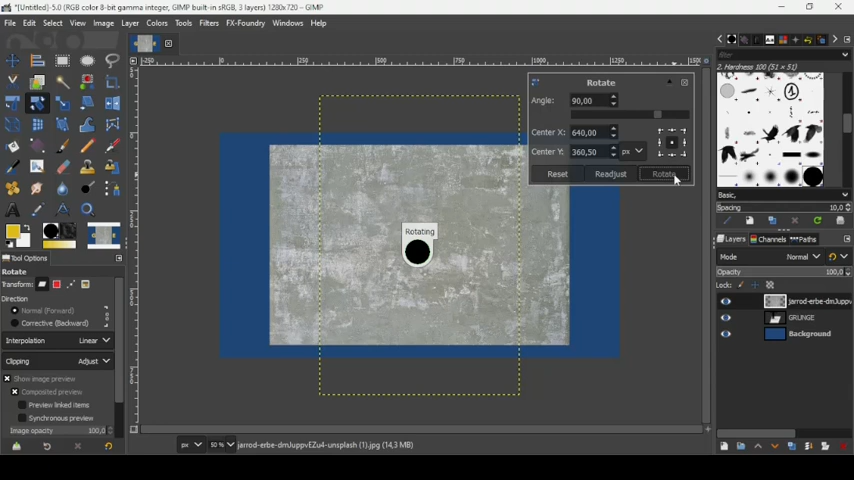 *[Untitled]-5.0 (RGB color 8-bit gamma integer, GIMP built-in sRGB, 3 layers) 1280x720 – GIMP
File Edit Select View Image Layer Colors Tools Filters FX-Foundry Windows Help
Filter
2. Hardness 100 (51 × 51)
Rotate
Angle: 90,00
Center X: 640,00
Center Y: 360,50 px
Reset Readjust Rotate
Rotating
Basic,
Spacing 10,0
Layers Channels Paths
Mode Normal
Opacity 100,0
Lock:
jarrod-erbe-dmJuppv
GRUNGE
Background
Tool Options
Rotate
Transform:
Direction
Normal (Forward)
Corrective (Backward)
Interpolation Linear
Clipping Adjust
Show image preview
Composited preview
Preview linked items
Synchronous preview
Image opacity 100,0
px 50 % jarrod-erbe-dmJuppvEZu4-unsplash (1).jpg (14,3 MB)